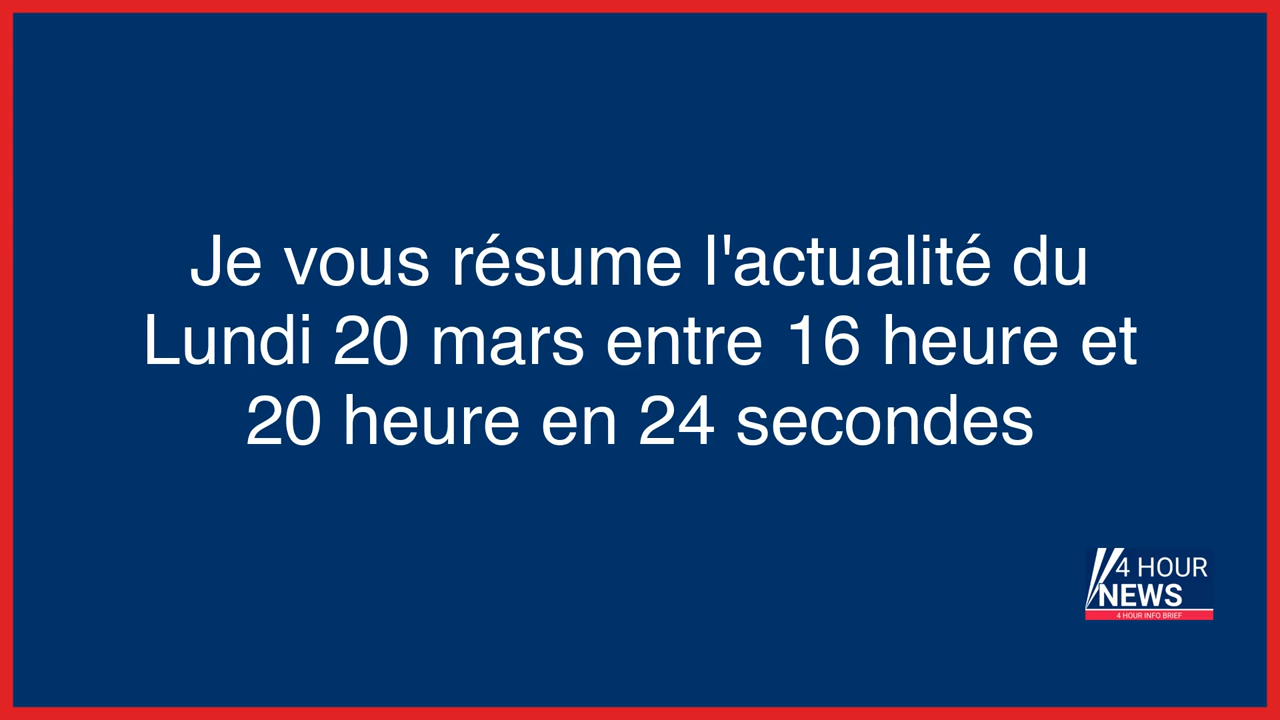 Je vous résume l'actualité du
Lundi 20 mars entre 16 heure et
20 heure en 24 secondes
4 HOUR
NEWS
4 HOUR INFO BRIEF